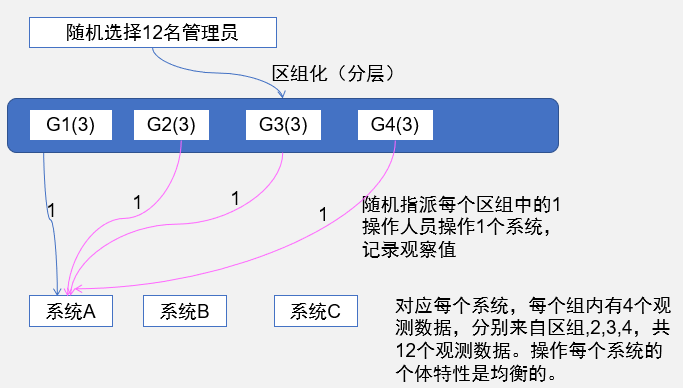 随机选择12名管理员
区组化（分层）
G1(3)
G2(3)
G3(3)
G4(3)
1
1
1
1
随机指派每个区组中的1
操作人员操作1个系统，
记录观察值
系统A
系统B
系统C
对应每个系统，每个组内有4个观
测数据，分别来自区组,2,3,4，共
12个观测数据。操作每个系统的
个体特性是均衡的。